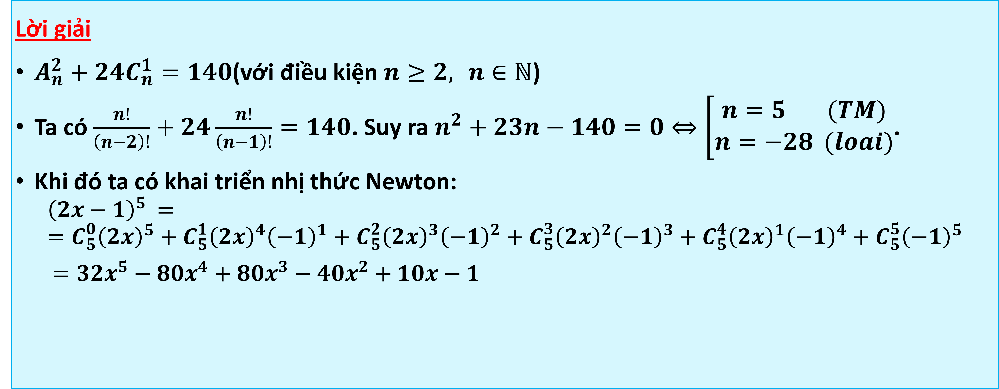 Lời giải
• $A_n^2 + 24C_n^1 = 140$(với điều kiện $n \geq 2,\ n \in \mathbb{N}$)
• Ta có $\frac{n!}{(n-2)!} + 24\frac{n!}{(n-1)!} = 140$. Suy ra $n^2 + 23n - 140 = 0 \Leftrightarrow \left[\begin{matrix} n = 5 \quad (TM) \\ n = -28 \ (loai) \end{matrix}\right.$.
• Khi đó ta có khai triển nhị thức Newton:
$(2x - 1)^5 =$
$= C_5^0(2x)^5 + C_5^1(2x)^4(-1)^1 + C_5^2(2x)^3(-1)^2 + C_5^3(2x)^2(-1)^3 + C_5^4(2x)^1(-1)^4 + C_5^5(-1)^5$
$= 32x^5 - 80x^4 + 80x^3 - 40x^2 + 10x - 1$